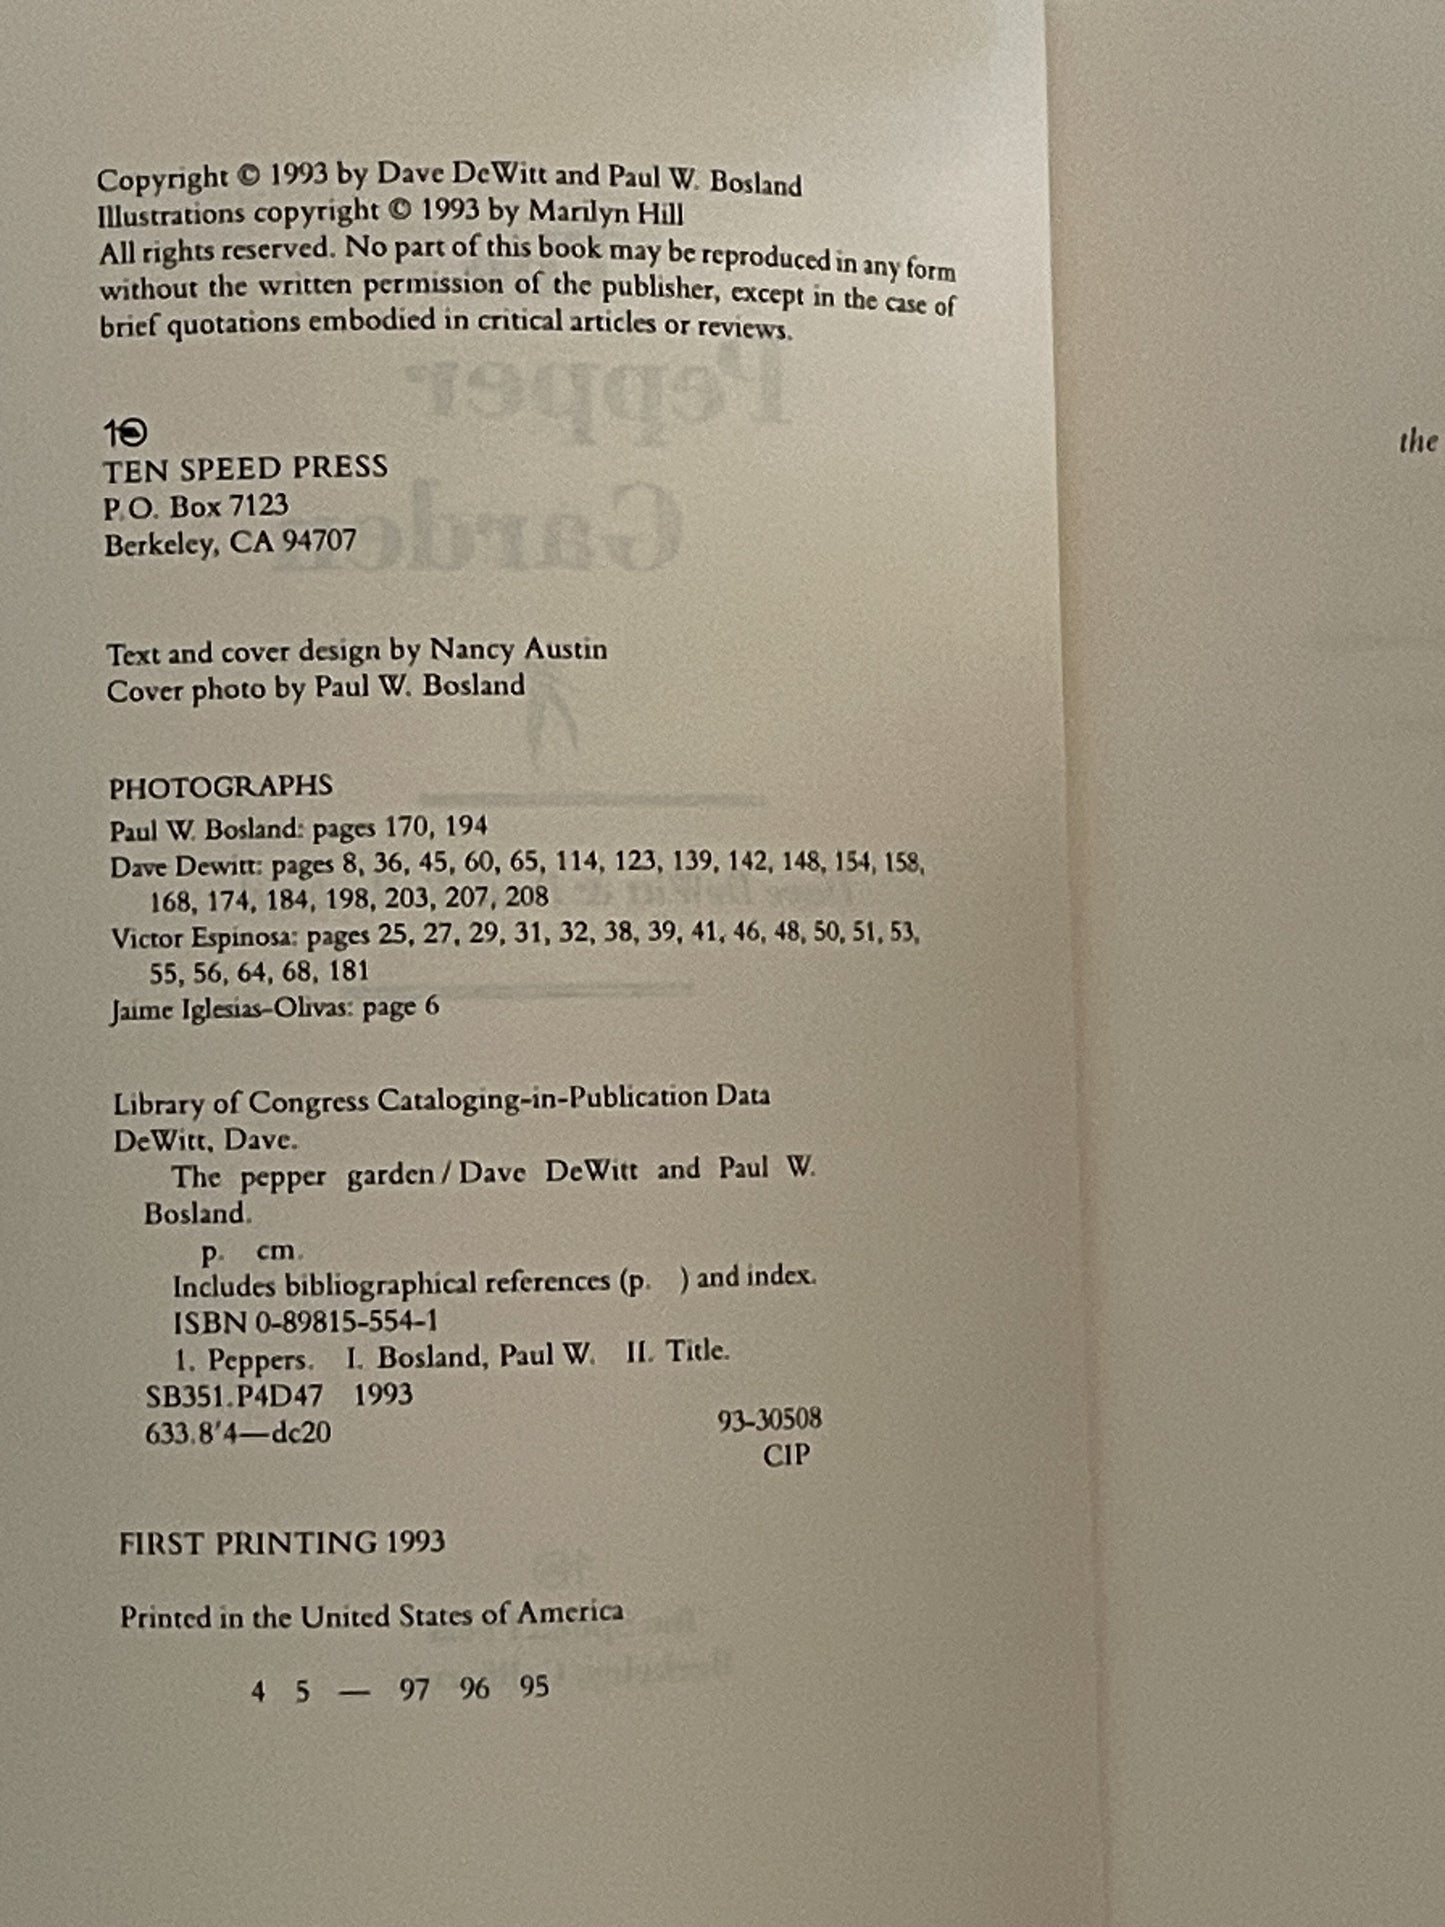 Copyright © 1993 by Dave DeWitt and Paul W. Bosland
Illustrations copyright © 1993 by Marilyn Hill
All rights reserved. No part of this book may be reproduced in any form
without the written permission of the publisher, except in the case of
brief quotations embodied in critical articles or reviews.
10
TEN SPEED PRESS
P.O. Box 7123
Berkeley, CA 94707
Text and cover design by Nancy Austin
Cover photo by Paul W. Bosland
PHOTOGRAPHS
Paul W. Bosland: pages 170, 194
Dave Dewitt: pages 8, 36, 45, 60, 65, 114, 123, 139, 142, 148, 154, 158,
168, 174, 184, 198, 203, 207, 208
Victor Espinosa: pages 25, 27, 29, 31, 32, 38, 39, 41, 46, 48, 50, 51, 53,
55, 56, 64, 68, 181
Jaime Iglesias-Olivas: page 6
Library of Congress Cataloging-in-Publication Data
DeWitt, Dave.
The pepper garden / Dave DeWitt and Paul W.
Bosland.
p. cm.
Includes bibliographical references (p. ) and index.
ISBN 0-89815-554-1
1. Peppers. I. Bosland, Paul W. II. Title.
SB351.P4D47 1993
633.8'4—dc20
93-30508
CIP
FIRST PRINTING 1993
Printed in the United States of America
4 5 — 97 96 95
the